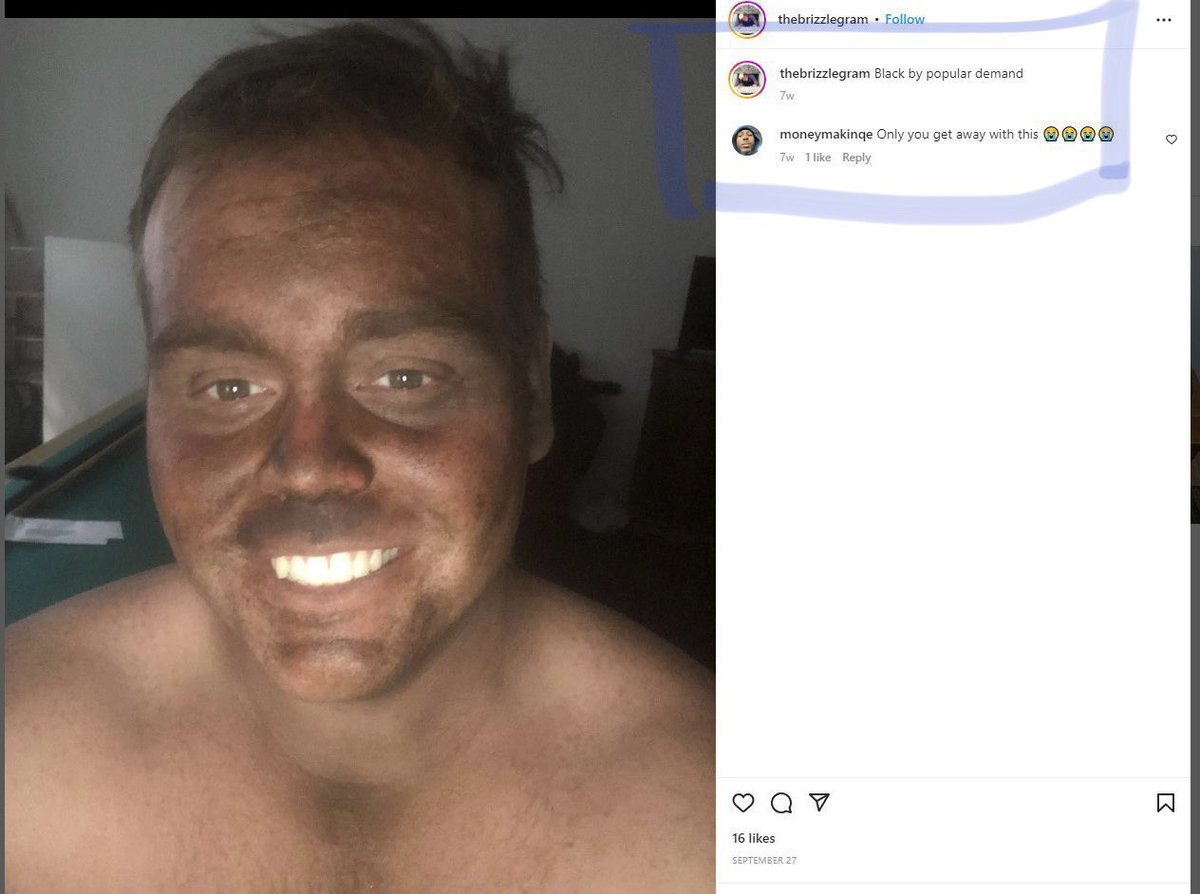 thebrizzlegram • Follow
thebrizzlegram Black by popular demand
7w
moneymakinqe Only you get away with this 😭😭😭😭
7w 1 like Reply
16 likes
SEPTEMBER 27